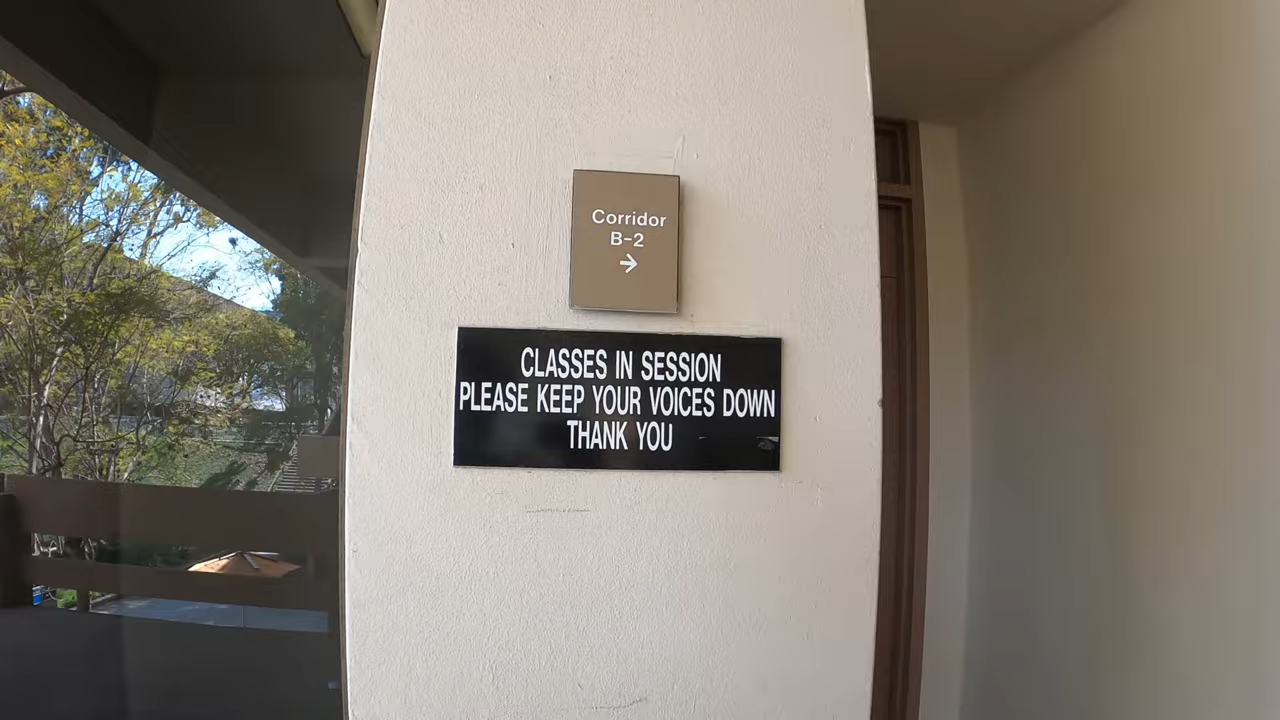 Corridor
B-2
→
CLASSES IN SESSION
PLEASE KEEP YOUR VOICES DOWN
THANK YOU